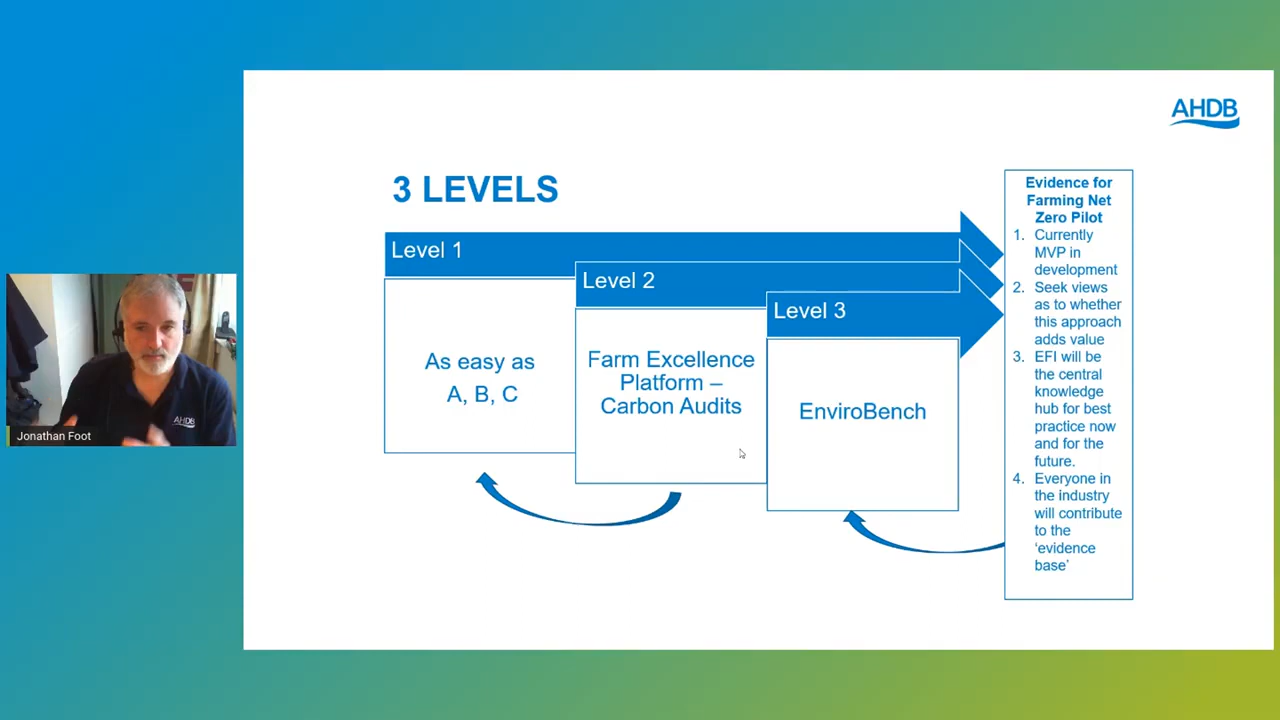 AHDB
3 LEVELS
Level 1
As easy as
A, B, C
Level 2
Farm Excellence
Platform –
Carbon Audits
Level 3
EnviroBench
Evidence for
Farming Net
Zero Pilot
1. Currently
MVP in
development
2. Seek views
as to whether
this approach
adds value
3. EFI will be
the central
knowledge
hub for best
practice now
and for the
future.
4. Everyone in
the industry
will contribute
to the
‘evidence
base’
AHDB
Jonathan Foot